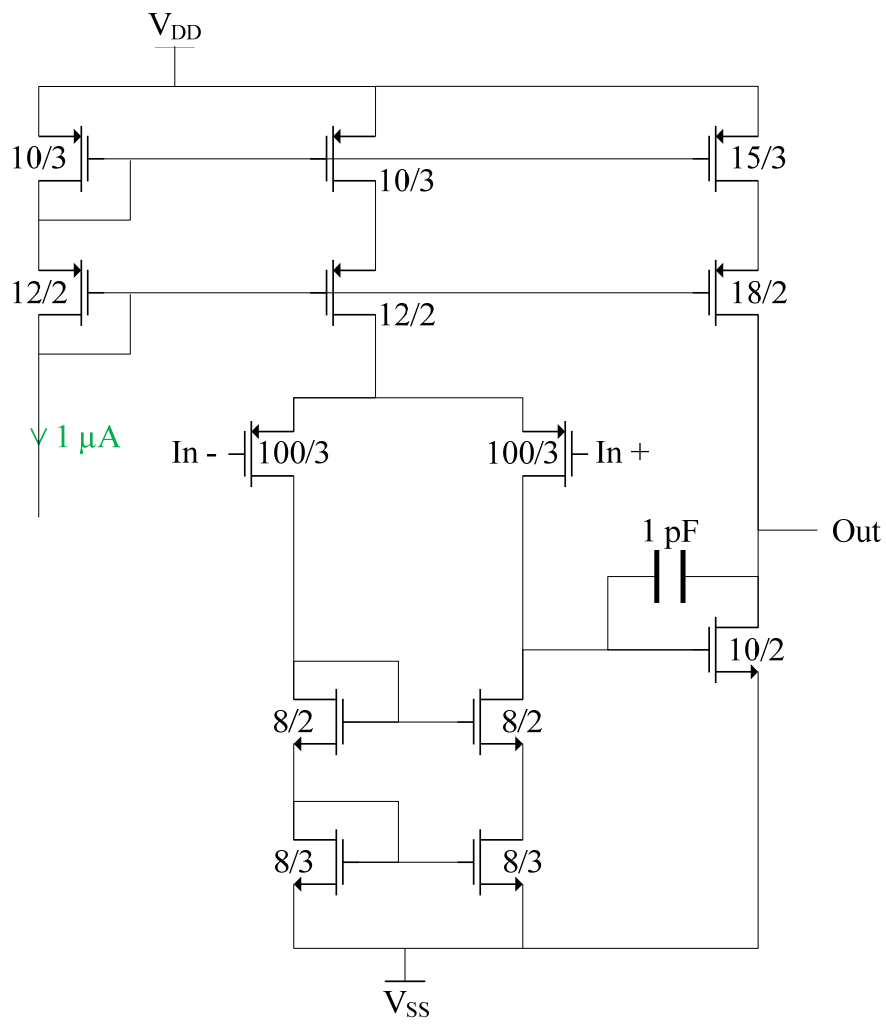 V_DD
10/3
10/3
15/3
12/2
12/2
18/2
1 µA
In -
100/3
100/3
In +
Out
1 pF
10/2
8/2
8/2
8/3
8/3
V_SS